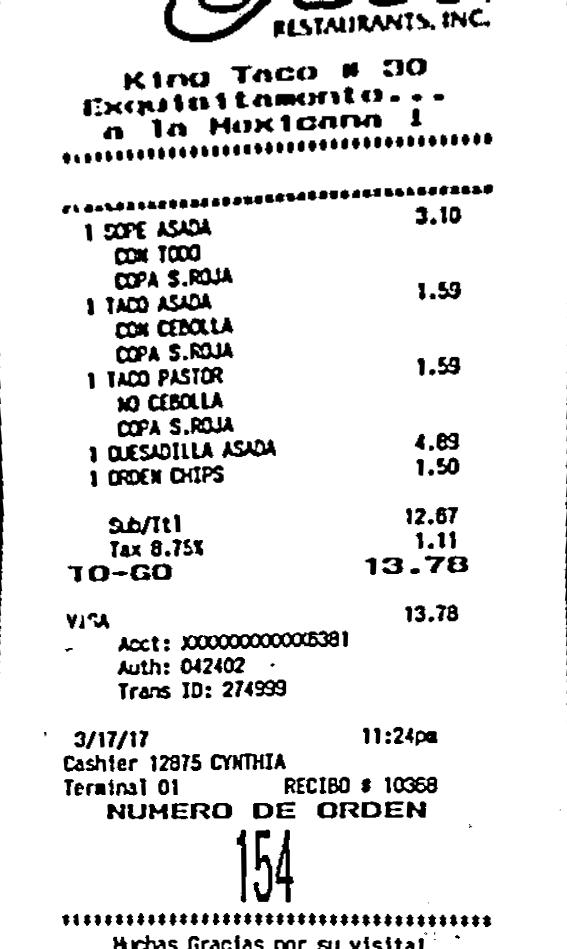 RESTAURANTS, INC.
King Taco # 30
Exquisitamente...
a la Mexicana !
1 SOPE ASADA 3.10
CON TODO
COPA S.ROJA
1 TACO ASADA 1.59
CON CEBOLLA
COPA S.ROJA
1 TACO PASTOR 1.59
NO CEBOLLA
COPA S.ROJA
1 QUESADILLA ASADA 4.89
1 ORDEN CHIPS 1.50
Sub/Ttl 12.67
Tax 8.75% 1.11
TO-GO 13.78
VISA 13.78
Acct:
Auth: 042402
Trans ID: 274999
3/17/17 11:24pm
Cashier 12875 CYNTHIA
Terminal 01 RECIBO # 10368
NUMERO DE ORDEN
154
Muchas Gracias por su visita!